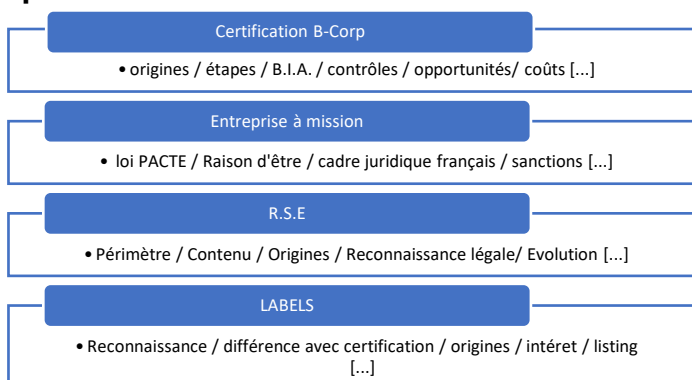 Certification B-Corp
• origines / étapes / B.I.A. / contrôles / opportunités/ coûts [...]
Entreprise à mission
• loi PACTE / Raison d'être / cadre juridique français / sanctions [...]
R.S.E
• Périmètre / Contenu / Origines / Reconnaissance légale/ Evolution [...]
LABELS
• Reconnaissance / différence avec certification / origines / intéret / listing
[...]